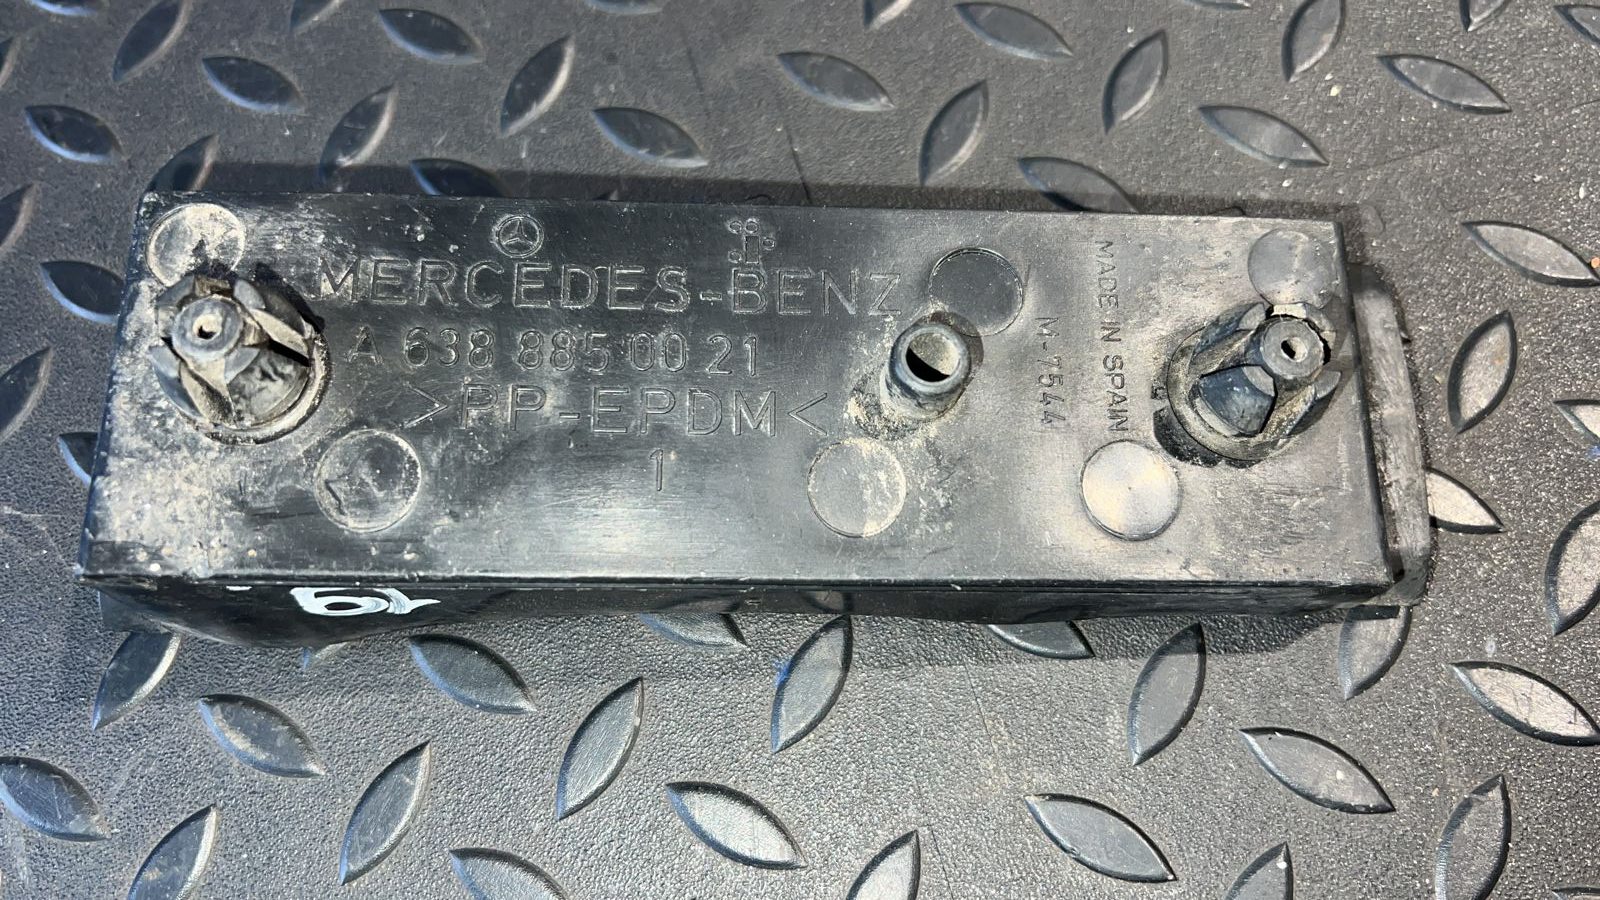 MERCEDES-BENZ
A 638 885 00 21
>PP-EPDM<
1
M-7544
MADE IN SPAIN